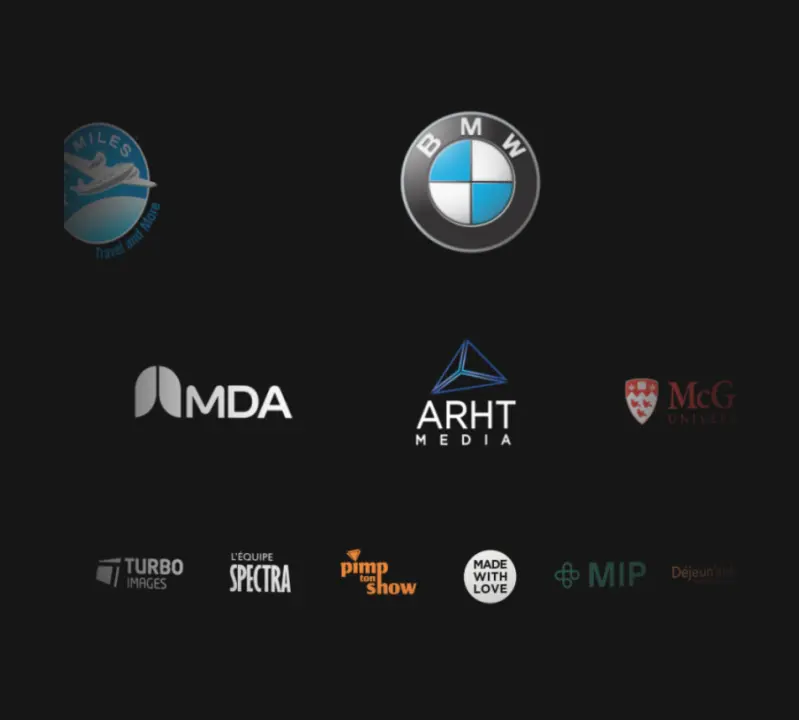 MILES
Travel and More
BMW
MDA
ARHT
MEDIA
McG
UNIVERS
TURBO
IMAGES
L'ÉQUIPE
SPECTRA
pimp
ton
show
MADE
WITH
LOVE
MIP
Déjeun